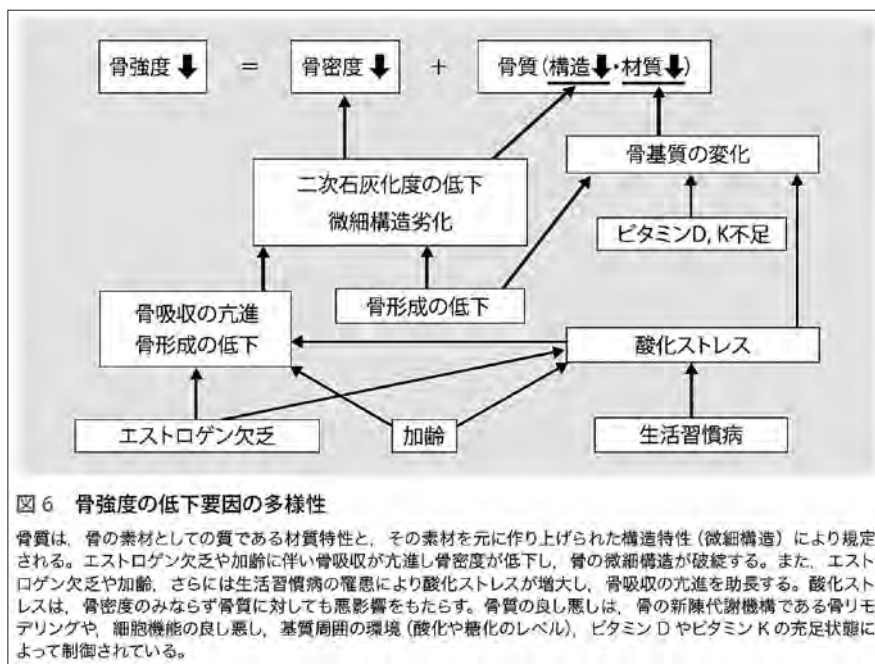 骨強度⬇ = 骨密度⬇ + 骨質(構造⬇・材質⬇)
骨基質の変化
二次石灰化度の低下
微細構造劣化
ビタミンD, K不足
骨形成の低下
骨吸収の亢進
骨形成の低下
酸化ストレス
エストロゲン欠乏
加齢
生活習慣病
図6 骨強度の低下要因の多様性
骨質は,骨の素材としての質である材質特性と,その素材を元に作り上げられた構造特性(微細構造)により規定
される。エストロゲン欠乏や加齢に伴い骨吸収が亢進し骨密度が低下し,骨の微細構造が破綻する。また,エスト
ロゲン欠乏や加齢,さらには生活習慣病の罹患により酸化ストレスが増大し,骨吸収の亢進を助長する。酸化スト
レスは,骨密度のみならず骨質に対しても悪影響をもたらす。骨質の良し悪しは,骨の新陳代謝機構である骨リモ
デリングや,細胞機能の良し悪し,基質周囲の環境(酸化や糖化のレベル),ビタミンDやビタミンKの充足状態に
よって制御されている。